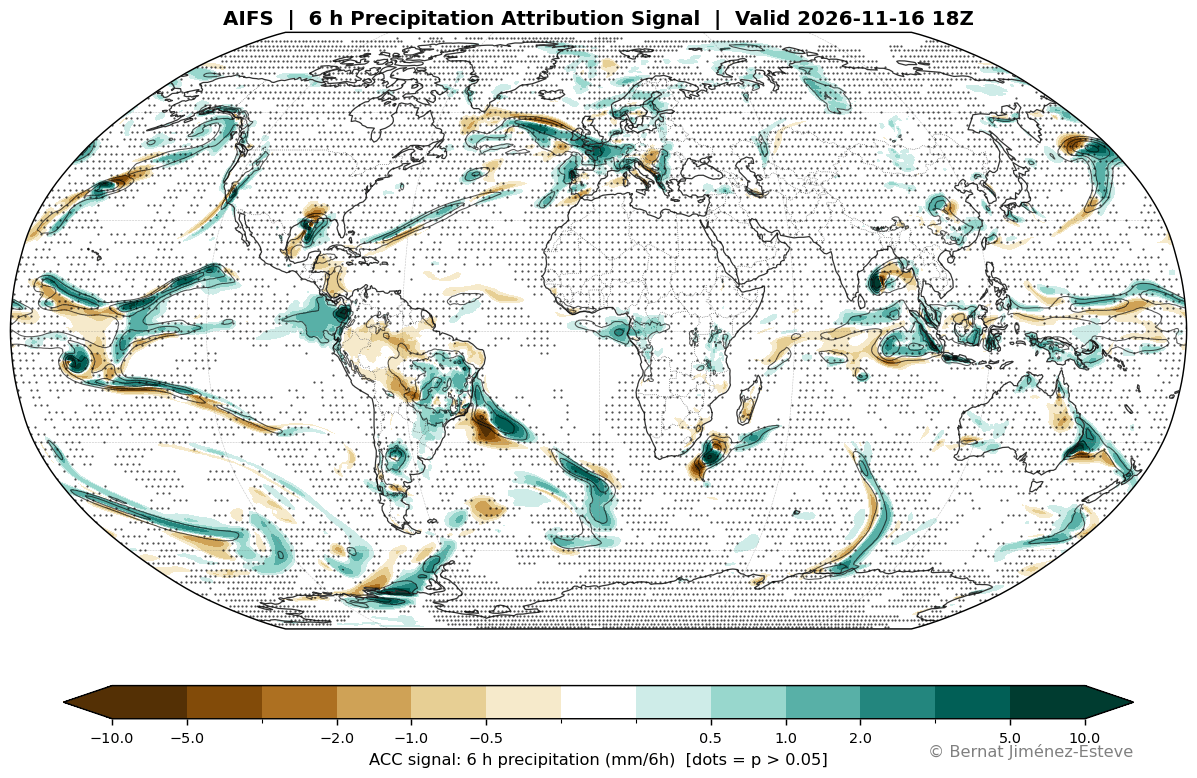 AIFS | 6 h Precipitation Attribution Signal | Valid 2026-11-16 18Z
−10.0 −5.0 −2.0 −1.0 −0.5 0.5 1.0 2.0 5.0 10.0
ACC signal: 6 h precipitation (mm/6h) [dots = p > 0.05]
© Bernat Jiménez-Esteve